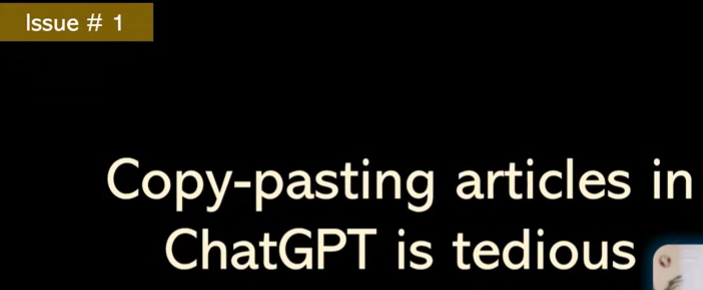 Issue # 1
Copy-pasting articles in
ChatGPT is tedious